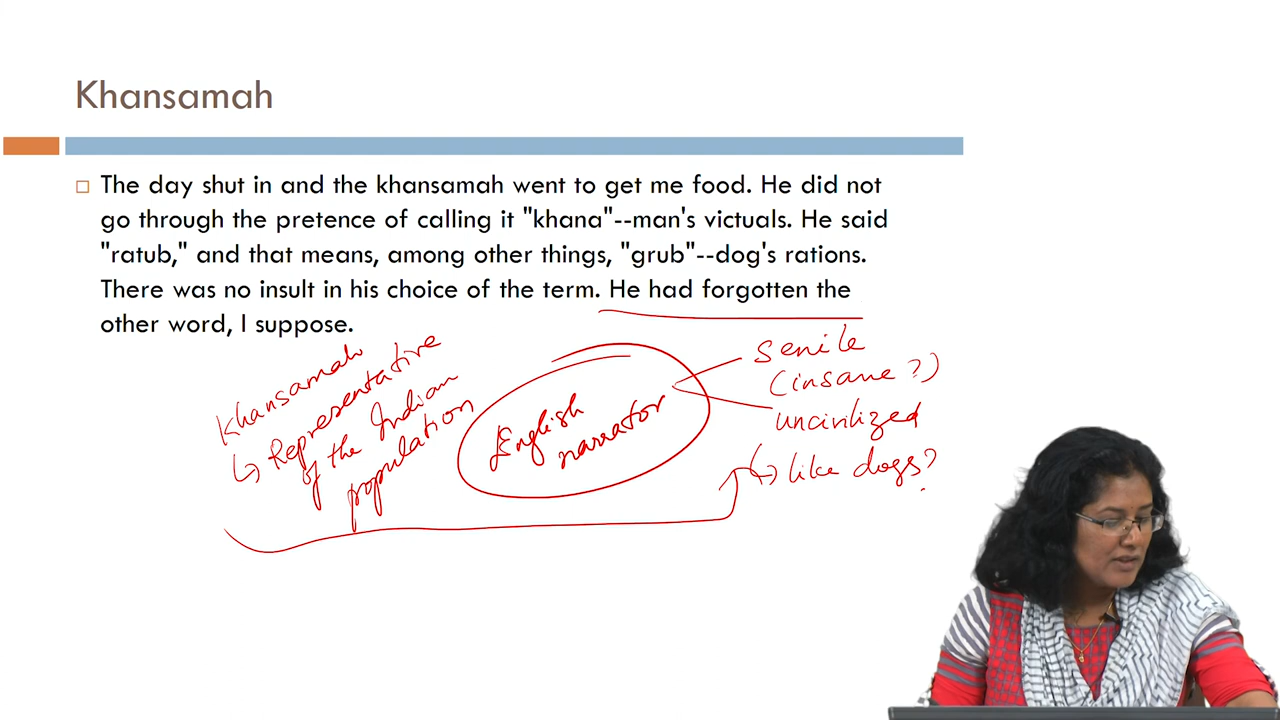 Khansamah
The day shut in and the khansamah went to get me food. He did not
go through the pretence of calling it "khana"--man's victuals. He said
"ratub," and that means, among other things, "grub"--dog's rations.
There was no insult in his choice of the term. He had forgotten the
other word, I suppose.
Khansamah
↳ Representative
of the Indian
population
English
narrator
senile
(insane?)
uncivilized
↳ like dogs?